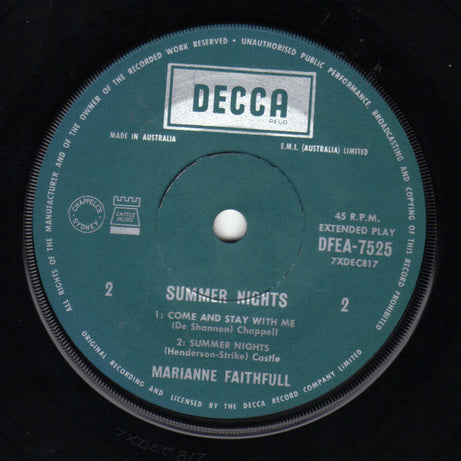 ALL RIGHTS OF THE MANUFACTURER AND OF THE OWNER OF THE RECORDED WORK RESERVED • UNAUTHORISED PUBLIC PERFORMANCE, BROADCASTING AND COPYING OF THIS RECORD PROHIBITED
DECCA
REGD
MADE IN AUSTRALIA
E.M.I. (AUSTRALIA) LIMITED
CHAPPELL'S
SYDNEY
CASTLE
MUSIC
45 R.P.M.
EXTENDED PLAY
DFEA-7525
7XDEC817
2
SUMMER NIGHTS
2
1: COME AND STAY WITH ME
(De Shannon) Chappell
2: SUMMER NIGHTS
(Henderson-Strike) Castle
MARIANNE FAITHFULL
ORIGINAL RECORDING AND LICENSED BY THE DECCA RECORD COMPANY LIMITED, LONDON
7XDEC817